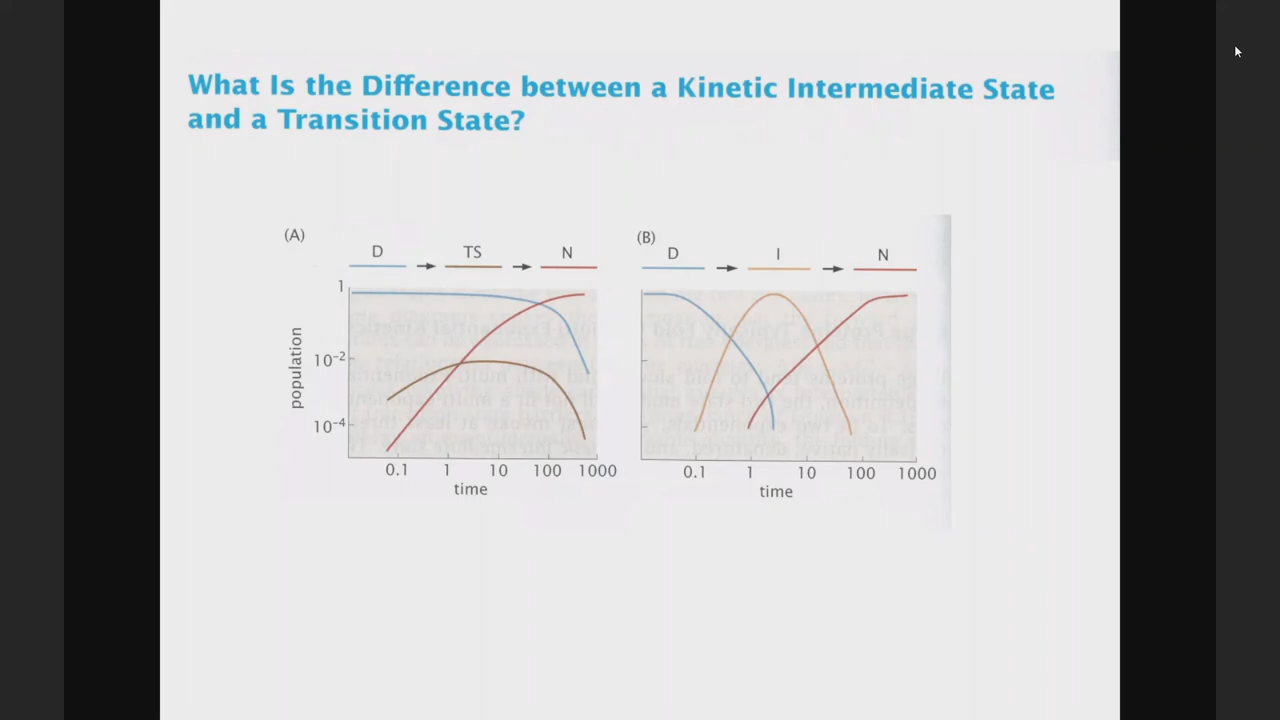 What Is the Difference between a Kinetic Intermediate State
and a Transition State?
(A)
D
TS
N
1
10-2
10-4
population
0.1 1 10 100 1000
time
(B)
D
I
N
0.1 1 10 100 1000
time